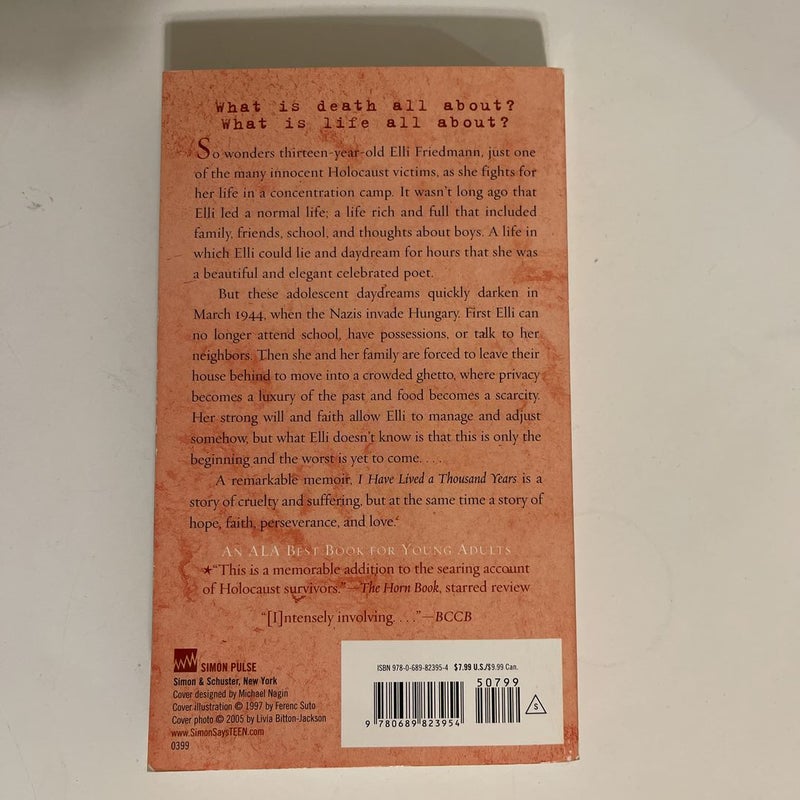 What is death all about?
What is life all about?
So wonders thirteen-year-old Elli Friedmann, just one
of the many innocent Holocaust victims, as she fights for
her life in a concentration camp. It wasn't long ago that
Elli led a normal life; a life rich and full that included
family, friends, school, and thoughts about boys. A life in
which Elli could lie and daydream for hours that she was
a beautiful and elegant celebrated poet.
But these adolescent daydreams quickly darken in
March 1944, when the Nazis invade Hungary. First Elli can
no longer attend school, have possessions, or talk to her
neighbors. Then she and her family are forced to leave their
house behind to move into a crowded ghetto, where privacy
becomes a luxury of the past and food becomes a scarcity.
Her strong will and faith allow Elli to manage and adjust
somehow, but what Elli doesn't know is that this is only the
beginning and the worst is yet to come. . . .
A remarkable memoir, I Have Lived a Thousand Years is a
story of cruelty and suffering, but at the same time a story of
hope, faith, perseverance, and love.
AN ALA BEST BOOK FOR YOUNG ADULTS
★"This is a memorable addition to the searing account
of Holocaust survivors."—The Horn Book, starred review
"[I]ntensely involving. . . ."—BCCB
SIMON PULSE
Simon & Schuster, New York
Cover designed by Michael Nagin
Cover illustration © 1997 by Ferenc Suto
Cover photo © 2005 by Livia Bitton-Jackson
www.SimonSaysTEEN.com
0399
ISBN 978-0-689-82395-4 $7.99 U.S./$9.99 Can.
50799
9 780689 823954
S